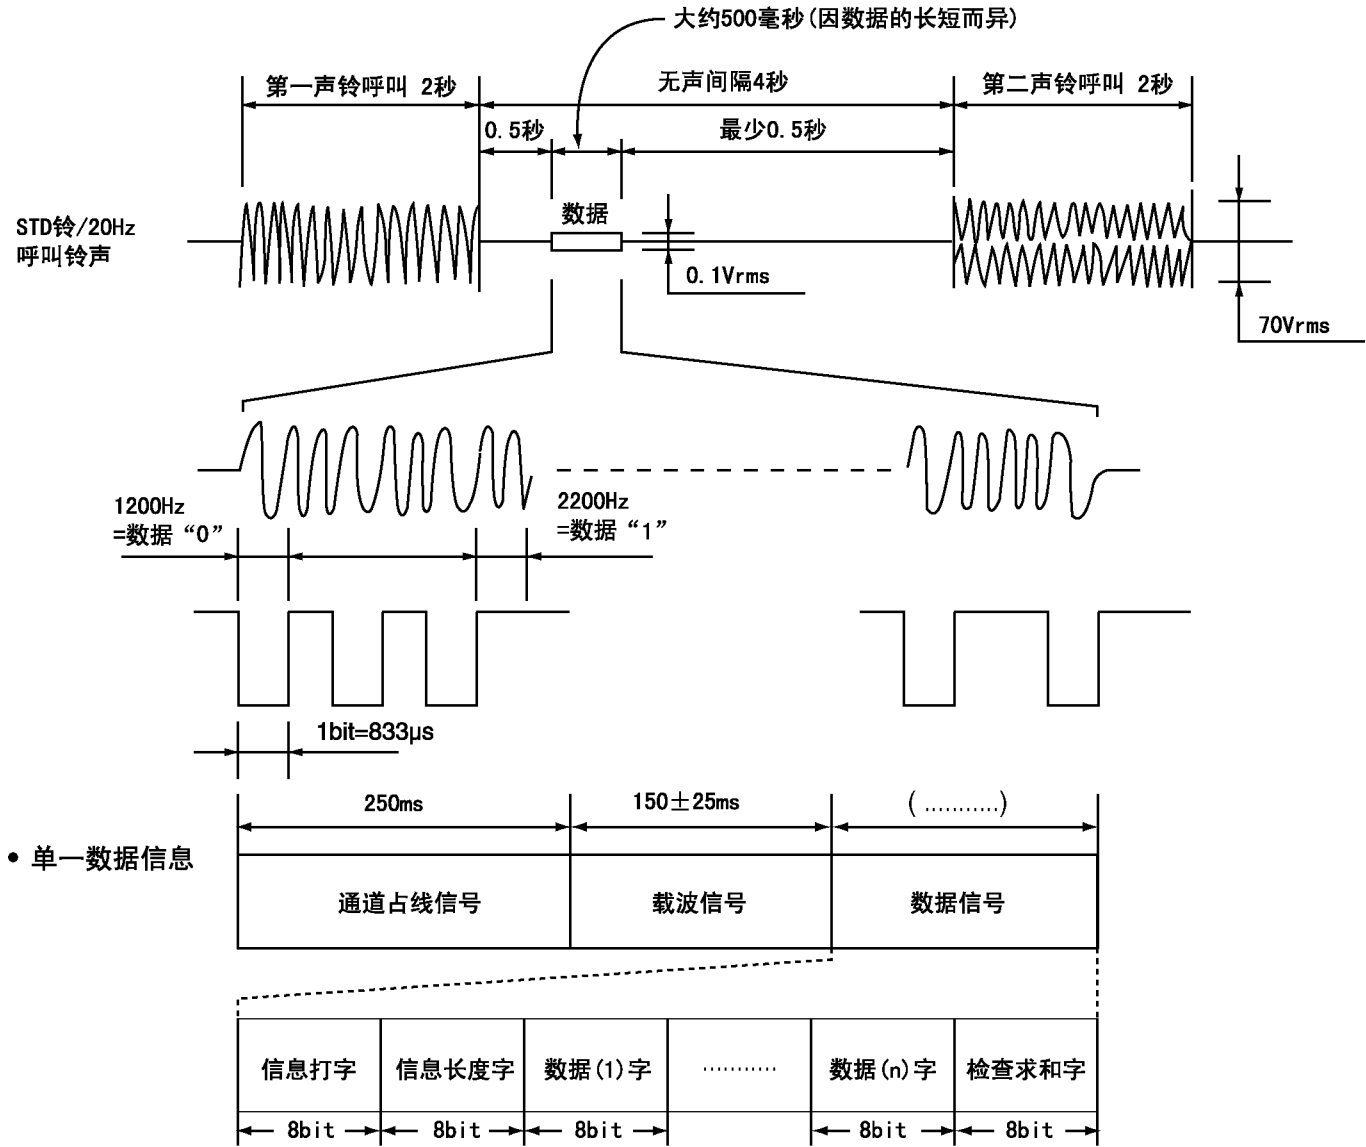 大约500毫秒(因数据的长短而异)
第一声铃呼叫 2秒
无声间隔4秒
第二声铃呼叫 2秒
0.5秒
最少0.5秒
STD铃/20Hz
呼叫铃声
数据
0.1Vrms
70Vrms
1200Hz
=数据“0”
2200Hz
=数据“1”
1bit=833μs
250ms
150±25ms
(...........)
• 单一数据信息
通道占线信号
载波信号
数据信号
信息打字
信息长度字
数据(1)字
...........
数据(n)字
检查求和字
8bit
8bit
8bit
8bit
8bit